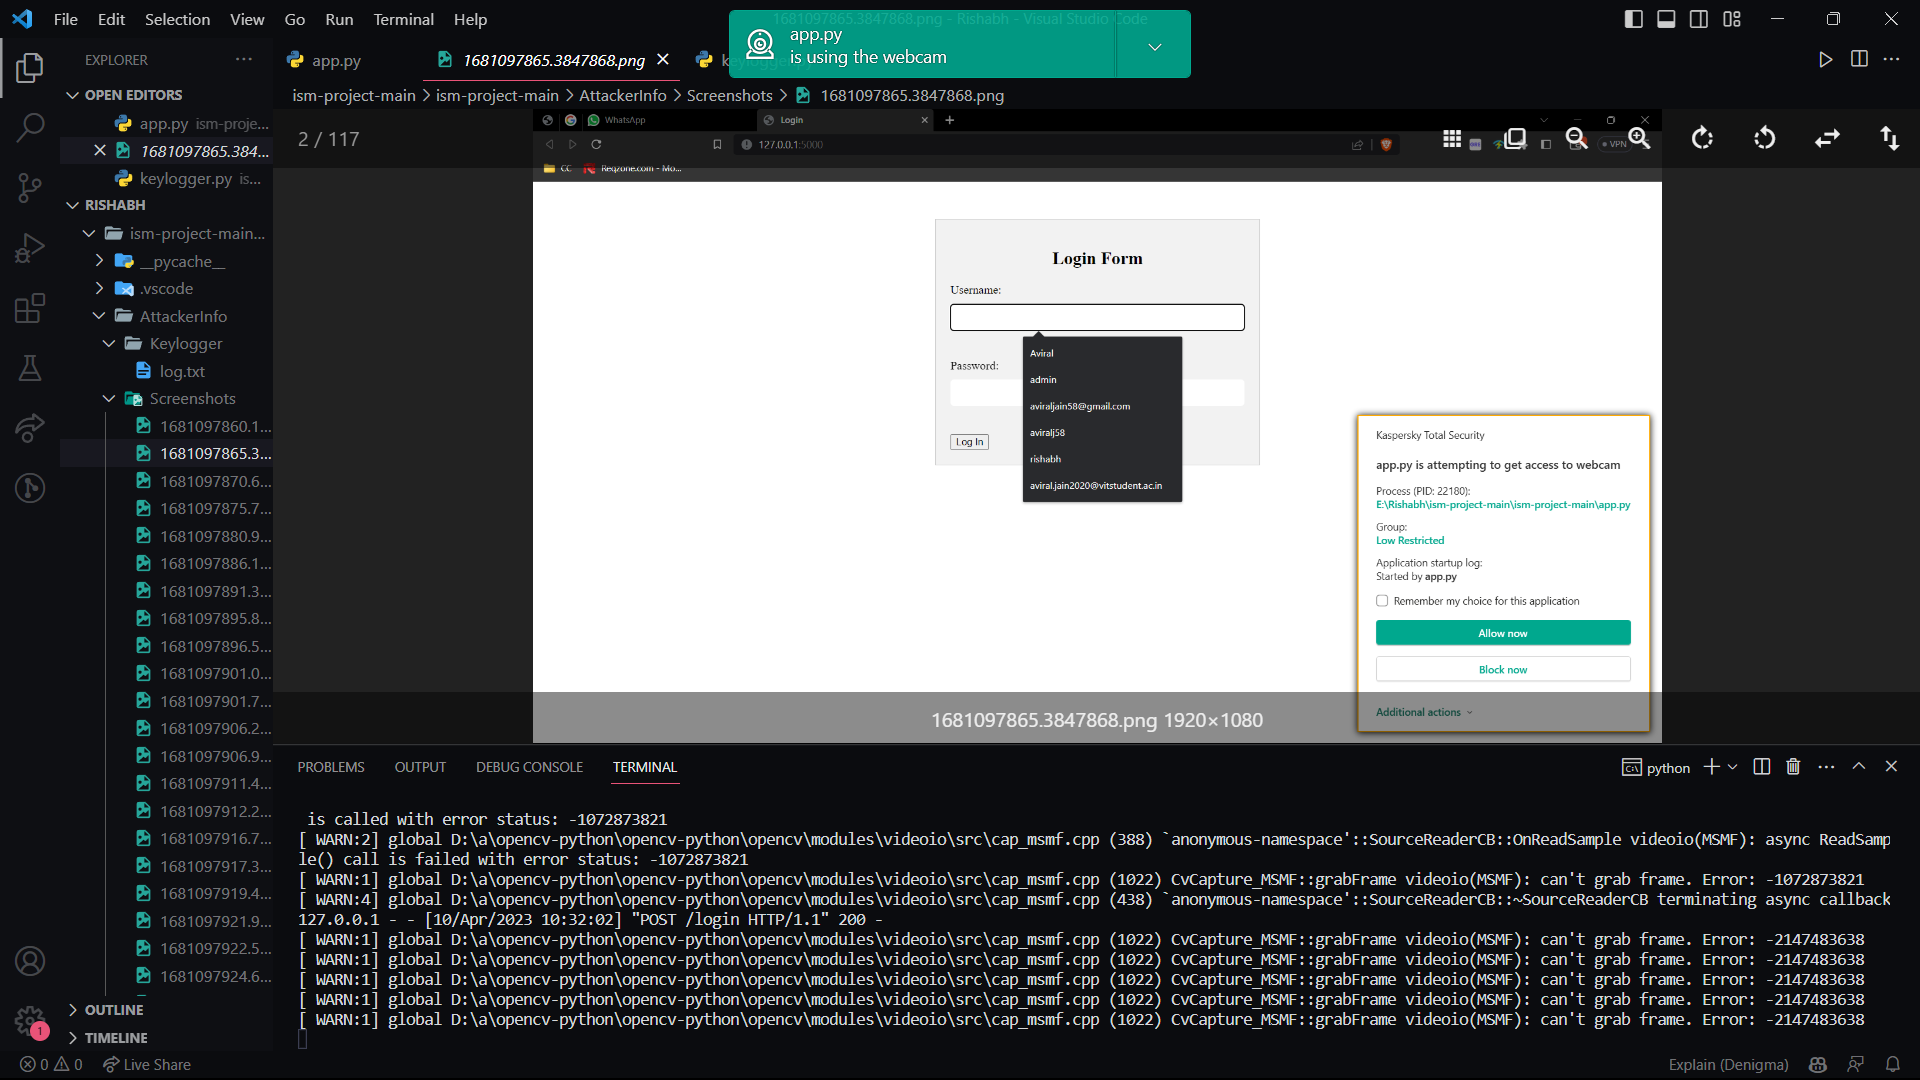 File Edit Selection View Go Run Terminal Help
1681097865.3847868.png - Rishabh - Visual Studio Code
app.py
is using the webcam
EXPLORER
app.py
1681097865.3847868.png
OPEN EDITORS
app.py ism-proje...
1681097865.384...
keylogger.py is...
RISHABH
ism-project-main...
__pycache__
.vscode
AttackerInfo
Keylogger
log.txt
Screenshots
1681097860.1...
1681097865.3...
1681097870.6...
1681097875.7...
1681097880.9...
1681097886.1...
1681097891.3...
1681097895.8...
1681097896.5...
1681097901.0...
1681097901.7...
1681097906.2...
1681097906.9...
1681097911.4...
1681097912.2...
1681097916.7...
1681097917.3...
1681097919.4...
1681097921.9...
1681097922.5...
1681097924.6...
OUTLINE
TIMELINE
ism-project-main > ism-project-main > AttackerInfo > Screenshots > 1681097865.3847868.png
2 / 117
WhatsApp
Login
127.0.0.1:5000
VPN
CC
Reqzone.com - Mo...
Login Form
Username:
Aviral
admin
aviraljain58@gmail.com
aviralj58
rishabh
aviral.jain2020@vitstudent.ac.in
Password:
Log In
Kaspersky Total Security
app.py is attempting to get access to webcam
Process (PID: 22180):
E:\Rishabh\ism-project-main\ism-project-main\app.py
Group:
Low Restricted
Application startup log:
Started by app.py
Remember my choice for this application
Allow now
Block now
Additional actions
1681097865.3847868.png 1920×1080
PROBLEMS OUTPUT DEBUG CONSOLE TERMINAL
python
is called with error status: -1072873821
[ WARN:2] global D:\a\opencv-python\opencv-python\opencv\modules\videoio\src\cap_msmf.cpp (388) `anonymous-namespace'::SourceReaderCB::OnReadSample videoio(MSMF): async ReadSamp
le() call is failed with error status: -1072873821
[ WARN:1] global D:\a\opencv-python\opencv-python\opencv\modules\videoio\src\cap_msmf.cpp (1022) CvCapture_MSMF::grabFrame videoio(MSMF): can't grab frame. Error: -1072873821
[ WARN:4] global D:\a\opencv-python\opencv-python\opencv\modules\videoio\src\cap_msmf.cpp (438) `anonymous-namespace'::SourceReaderCB::~SourceReaderCB terminating async callback
127.0.0.1 - - [10/Apr/2023 10:32:02] "POST /login HTTP/1.1" 200 -
[ WARN:1] global D:\a\opencv-python\opencv-python\opencv\modules\videoio\src\cap_msmf.cpp (1022) CvCapture_MSMF::grabFrame videoio(MSMF): can't grab frame. Error: -2147483638
[ WARN:1] global D:\a\opencv-python\opencv-python\opencv\modules\videoio\src\cap_msmf.cpp (1022) CvCapture_MSMF::grabFrame videoio(MSMF): can't grab frame. Error: -2147483638
[ WARN:1] global D:\a\opencv-python\opencv-python\opencv\modules\videoio\src\cap_msmf.cpp (1022) CvCapture_MSMF::grabFrame videoio(MSMF): can't grab frame. Error: -2147483638
[ WARN:1] global D:\a\opencv-python\opencv-python\opencv\modules\videoio\src\cap_msmf.cpp (1022) CvCapture_MSMF::grabFrame videoio(MSMF): can't grab frame. Error: -2147483638
[ WARN:1] global D:\a\opencv-python\opencv-python\opencv\modules\videoio\src\cap_msmf.cpp (1022) CvCapture_MSMF::grabFrame videoio(MSMF): can't grab frame. Error: -2147483638
1
0 0 Live Share
Explain (Denigma)